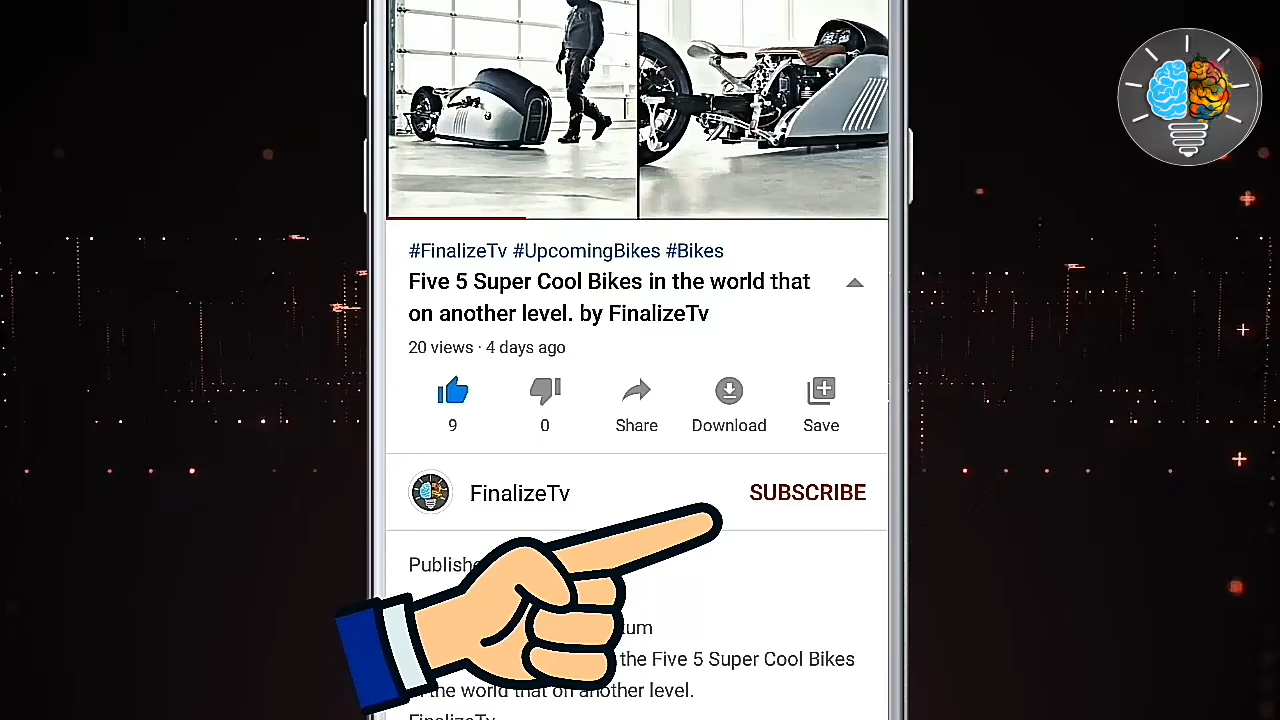 #FinalizeTv #UpcomingBikes #Bikes
Five 5 Super Cool Bikes in the world that
on another level. by FinalizeTv
20 views · 4 days ago
9
0
Share
Download
Save
FinalizeTv
SUBSCRIBE
the Five 5 Super Cool Bikes
the world that on another level.
FinalizeTv